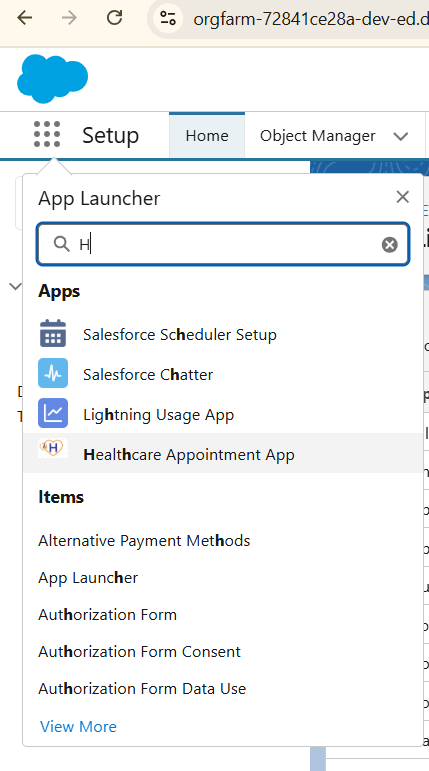 orgfarm-72841ce28a-dev-ed.d
Setup
Home
Object Manager
App Launcher
H
Apps
Salesforce Scheduler Setup
Salesforce Chatter
Lightning Usage App
H
Healthcare Appointment App
Items
Alternative Payment Methods
App Launcher
Authorization Form
Authorization Form Consent
Authorization Form Data Use
View More